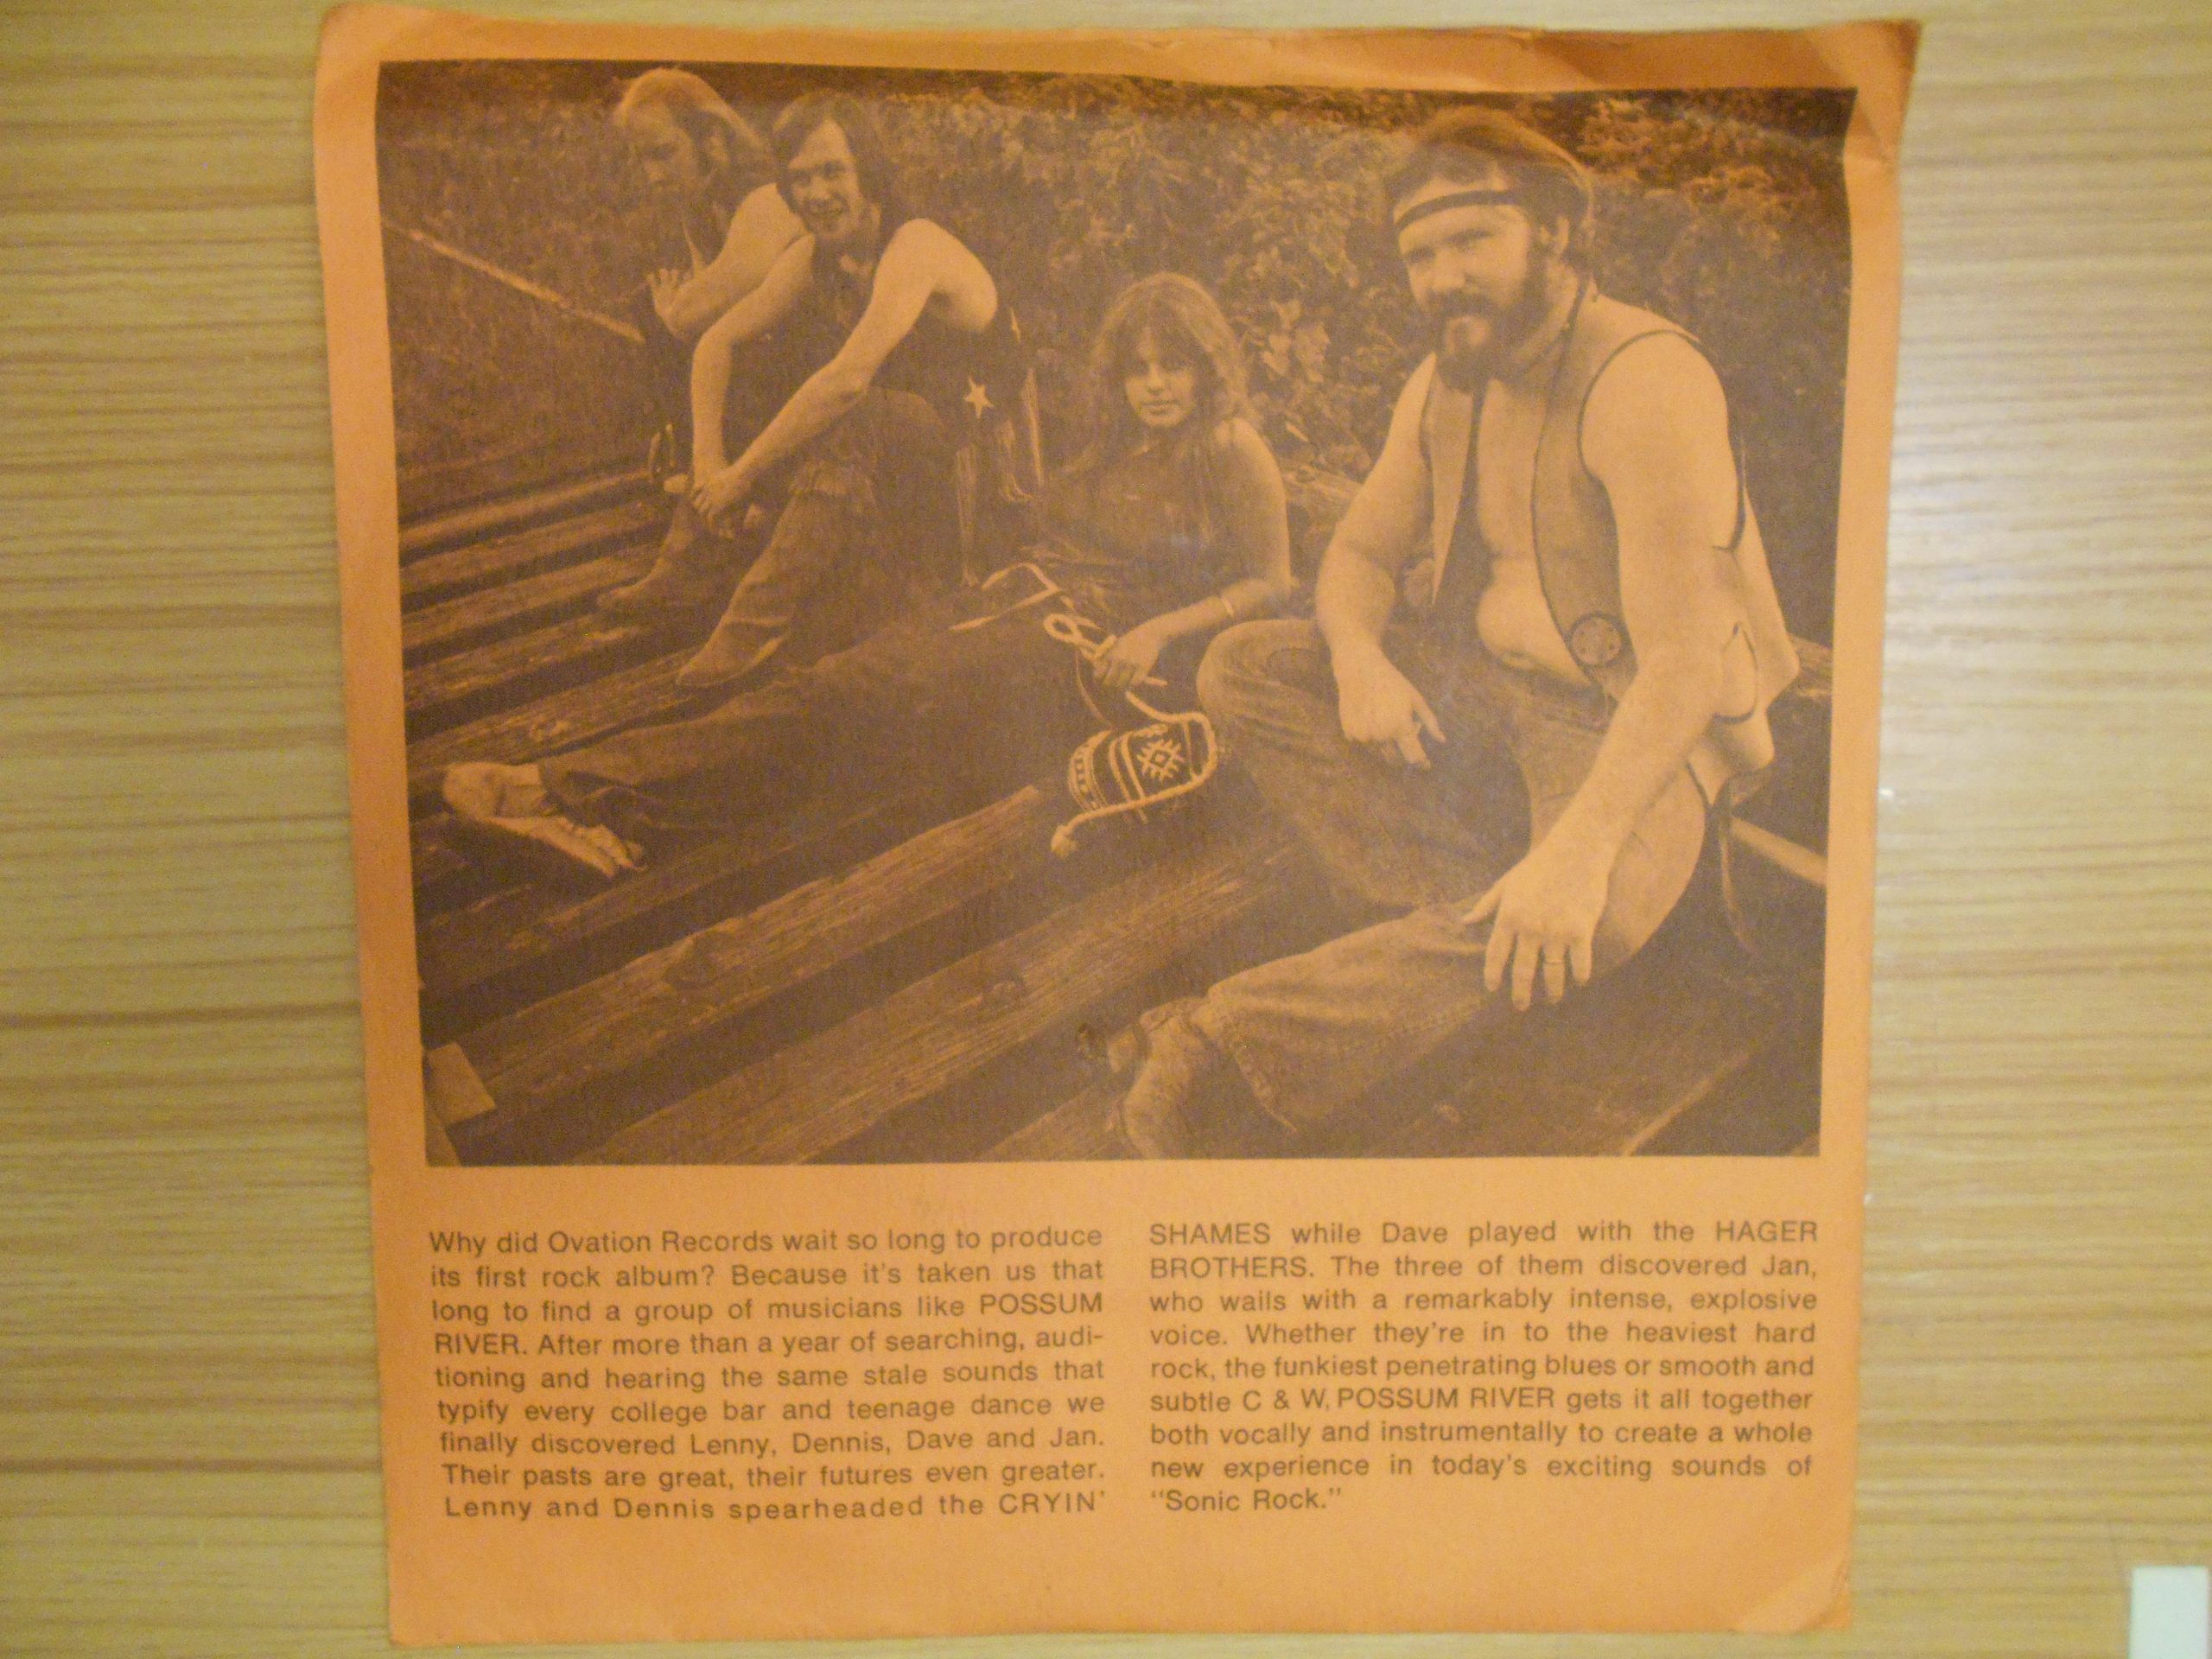 Why did Ovation Records wait so long to produce
its first rock album? Because it's taken us that
long to find a group of musicians like POSSUM
RIVER. After more than a year of searching, audi-
tioning and hearing the same stale sounds that
typify every college bar and teenage dance we
finally discovered Lenny, Dennis, Dave and Jan.
Their pasts are great, their futures even greater.
Lenny and Dennis spearheaded the CRYIN'
SHAMES while Dave played with the HAGER
BROTHERS. The three of them discovered Jan,
who wails with a remarkably intense, explosive
voice. Whether they're in to the heaviest hard
rock, the funkiest penetrating blues or smooth and
subtle C & W, POSSUM RIVER gets it all together
both vocally and instrumentally to create a whole
new experience in today's exciting sounds of
"Sonic Rock."